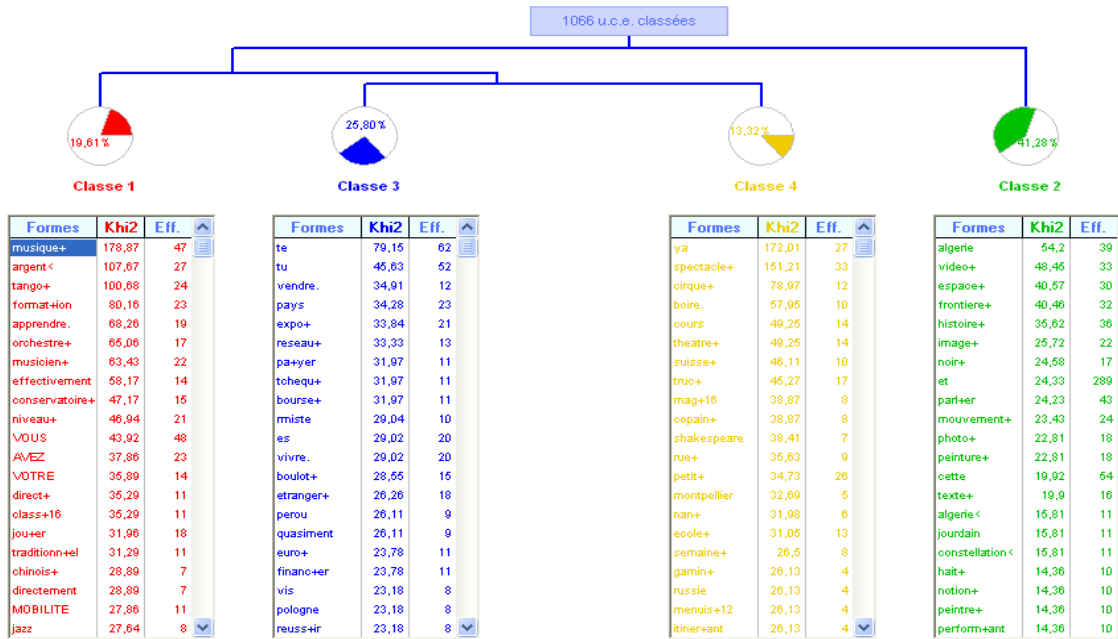 1066 u.c.e. classées
19,61%
25,80%
13,32%
41,28%
Classe 1
Classe 3
Classe 4
Classe 2
Formes Khi2 Eff.
musique+ 178,87 47
argent< 107,67 27
tango+ 100,68 24
format+ion 80,16 23
apprendre. 68,26 19
orchestre+ 65,06 17
musicien+ 63,43 22
effectivement 58,17 14
conservatoire+ 47,17 15
niveau+ 46,94 21
VOUS 43,92 48
AVEZ 37,86 23
VOTRE 35,89 14
direct+ 35,29 11
class+16 35,29 11
jou+er 31,96 18
traditionn+el 31,29 11
chinois+ 28,89 7
directement 28,89 7
MOBILITE 27,86 11
jazz 27,64 8
Formes Khi2 Eff.
te 79,15 62
tu 45,63 52
vendre. 34,91 12
pays 34,28 23
expo+ 33,84 21
reseau+ 33,33 13
pa+yer 31,97 11
tchequ+ 31,97 11
bourse+ 31,97 11
rmiste 29,04 10
es 29,02 20
vivre. 29,02 20
boulot+ 28,55 15
etranger+ 26,26 18
perou 26,11 9
quasiment 26,11 9
euro+ 23,78 11
financ+er 23,78 11
vis 23,18 8
pologne 23,18 8
reuss+ir 23,18 8
Formes Khi2 Eff.
ya 172,01 27
spectacle+ 151,21 33
cirque+ 78,97 12
boire. 57,95 10
cours 49,25 14
theatre+ 49,25 14
suisse+ 46,11 10
truc+ 45,27 17
mag+16 38,87 8
copain+ 38,87 8
shakespeare 38,41 7
rue+ 35,63 9
petit+ 34,73 26
montpellier 32,69 5
nan+ 31,98 6
ecole+ 31,05 13
semaine+ 26,5 8
gamin+ 26,13 4
russie 26,13 4
menuis+12 26,13 4
itiner+ant 26,13 4
Formes Khi2 Eff.
algerie 54,2 39
video+ 48,45 33
espace+ 40,57 30
frontiere+ 40,46 32
histoire+ 35,62 36
image+ 25,72 22
noir+ 24,58 17
et 24,33 289
parl+er 24,23 43
mouvement+ 23,43 24
photo+ 22,81 18
peinture+ 22,81 18
cette 19,92 54
texte+ 19,9 16
algerie< 15,81 11
jourdain 15,81 11
constellation< 15,81 11
hait+ 14,36 10
notion+ 14,36 10
peintre+ 14,36 10
perform+ant 14,36 10